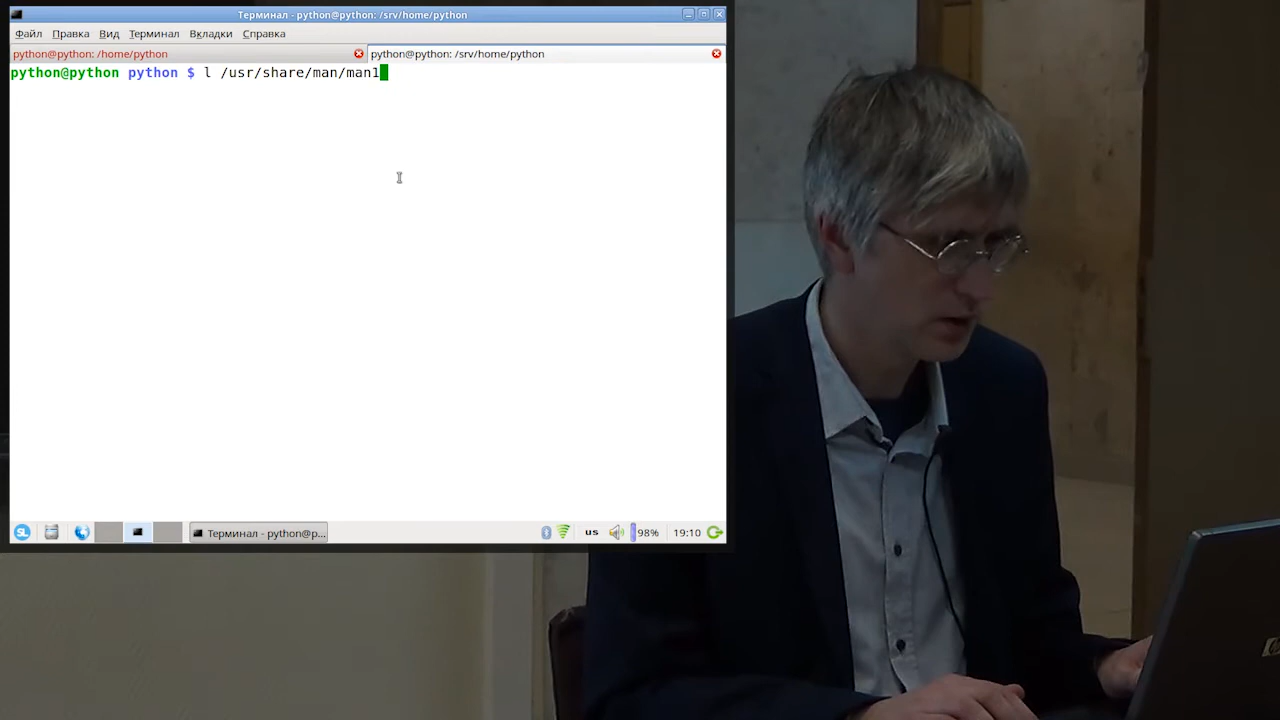 Терминал - python@python: /srv/home/python
Файл Правка Вид Терминал Вкладки Справка
python@python: /home/python python@python: /srv/home/python
python@python python $ l /usr/share/man/man1
Терминал - python@p... us 98% 19:10